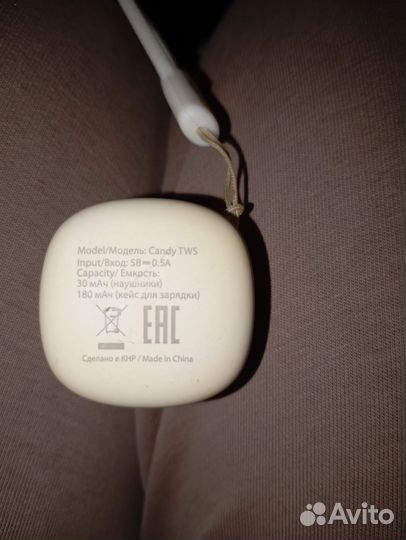 Model/Модель: Candy TWS
Input/Вход: 5В⎓0.5А
Capacity/ Емкость:
30 мАч (наушники)
180 мАч (кейс для зарядки)
EAC
Сделано в КНР / Made in China
Avito